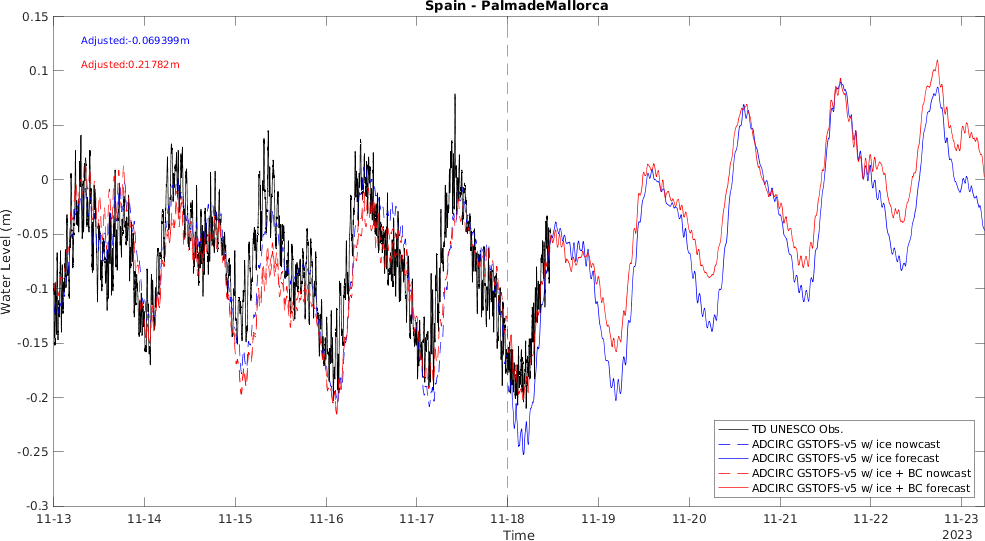 Spain - PalmadeMallorca
0.15
Adjusted:-0.069399m
Adjusted:0.21782m
0.1
0.05
0
-0.05
-0.1
-0.15
-0.2
-0.25
-0.3
Water Level (m)
TD UNESCO Obs.
ADCIRC GSTOFS-v5 w/ ice nowcast
ADCIRC GSTOFS-v5 w/ ice forecast
ADCIRC GSTOFS-v5 w/ ice + BC nowcast
ADCIRC GSTOFS-v5 w/ ice + BC forecast
11-13 11-14 11-15 11-16 11-17 11-18 11-19 11-20 11-21 11-22 11-23
Time
2023